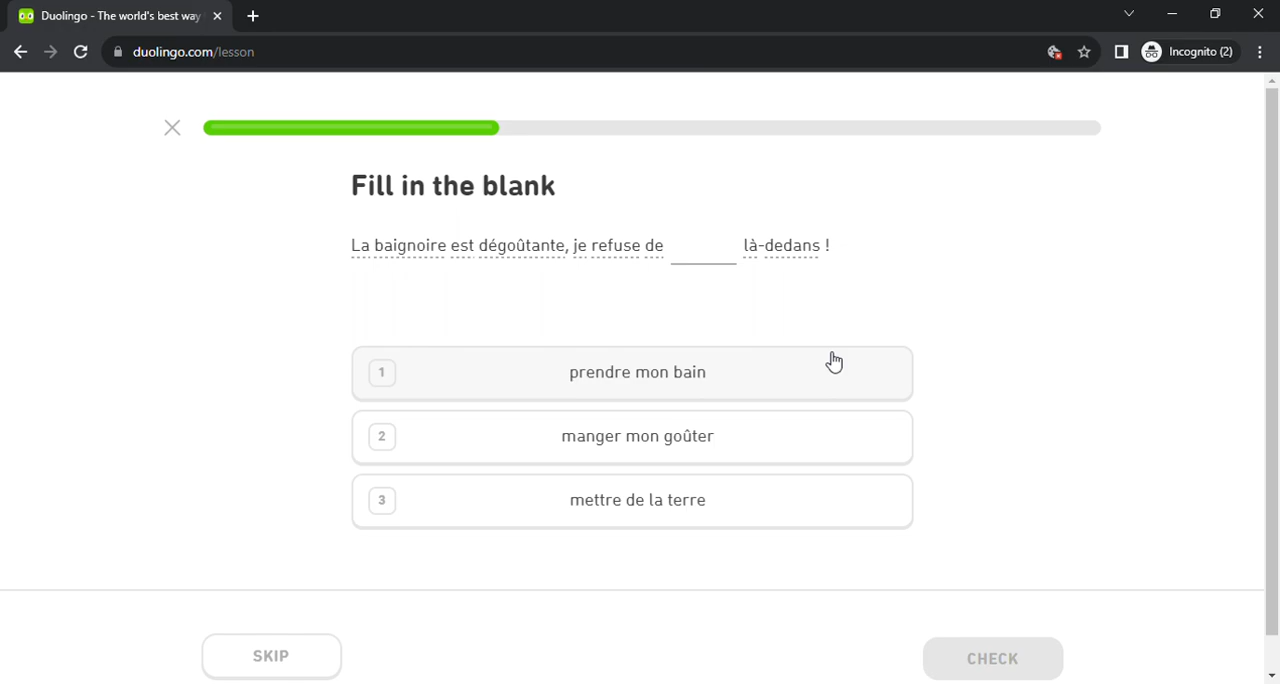 Duolingo - The world's best way
duolingo.com/lesson
Incognito (2)
Fill in the blank
La baignoire est dégoûtante, je refuse de ______ là-dedans !
1 prendre mon bain
2 manger mon goûter
3 mettre de la terre
SKIP
CHECK